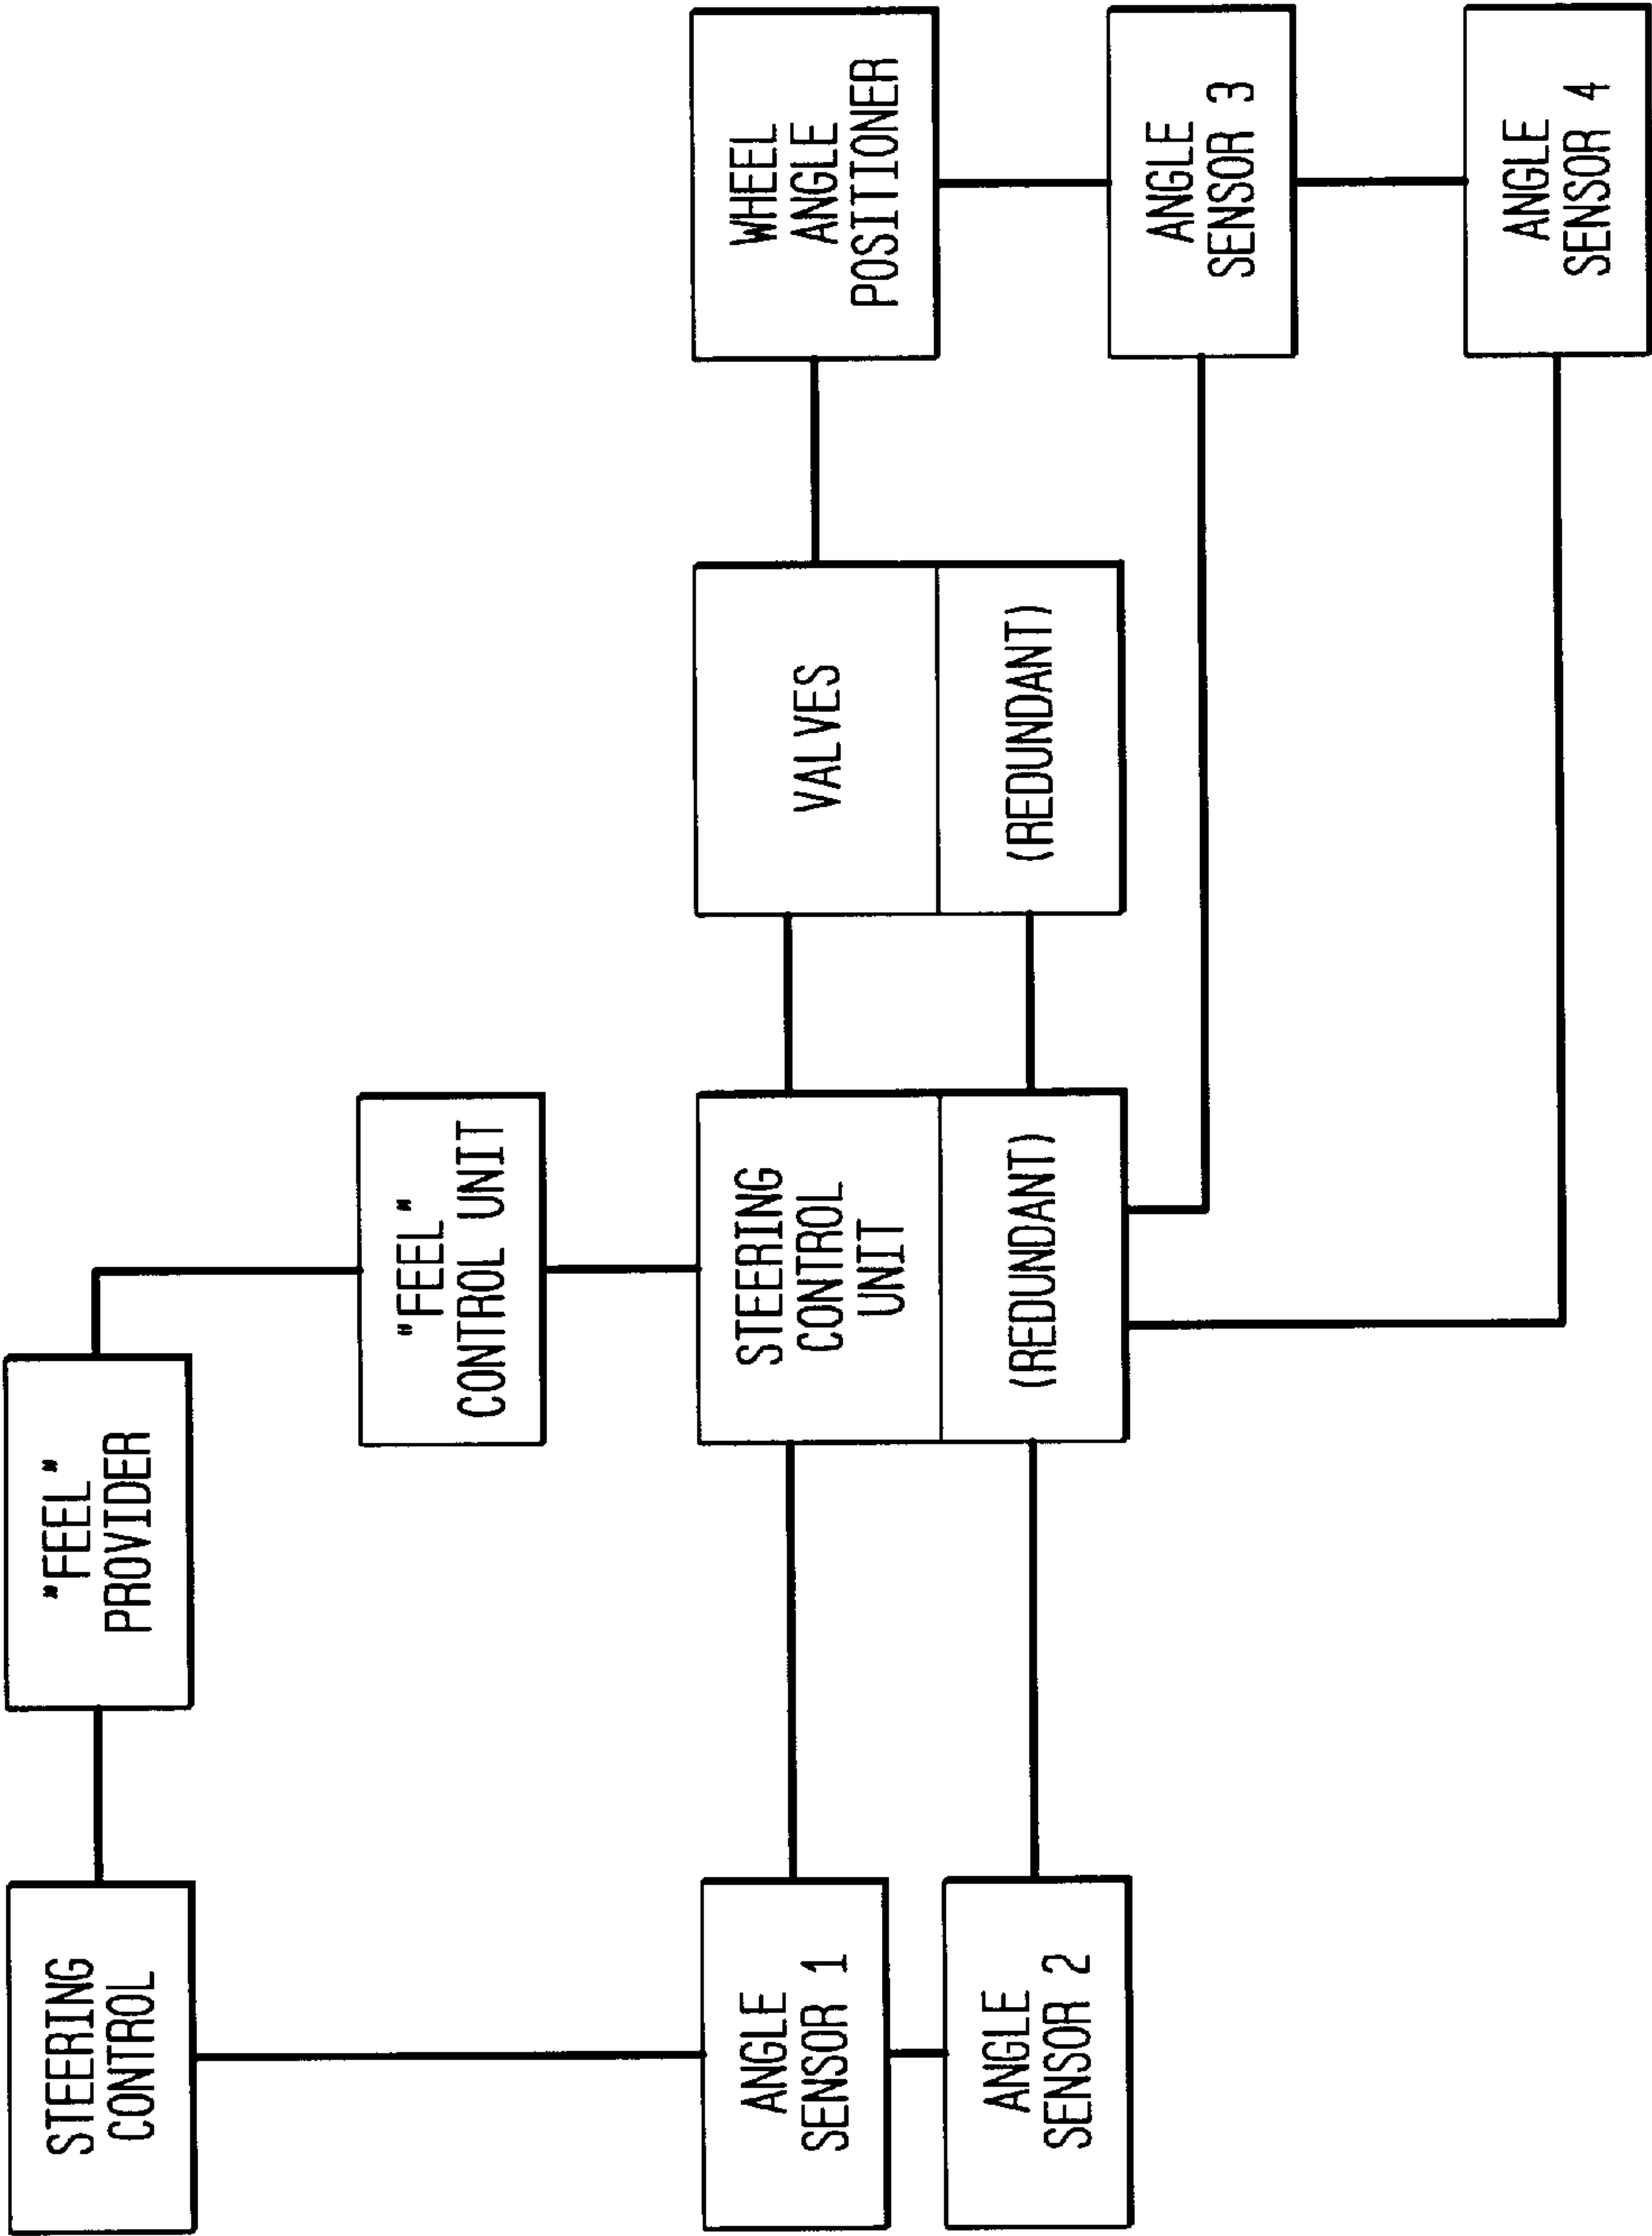 STEERING
CONTROL
"FEEL"
PROVIDER
"FEEL"
CONTROL UNIT
ANGLE
SENSOR 1
ANGLE
SENSOR 2
STEERING
CONTROL
UNIT
(REDUNDANT)
VALVES
(REDUNDANT)
WHEEL
ANGLE
POSITIONER
ANGLE
SENSOR 3
ANGLE
SENSOR 4